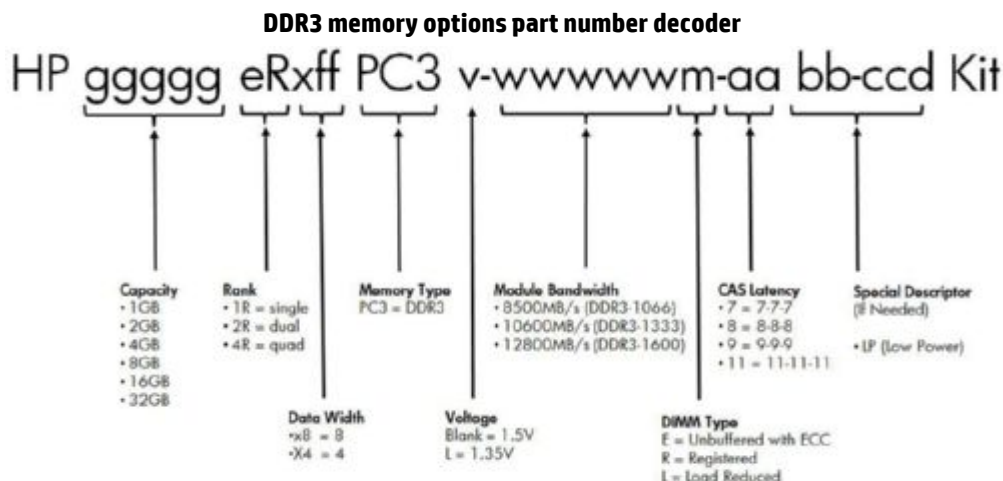 DDR3 memory options part number decoder
HP ggggg eRxff PC3 v-wwwwwm-aa bb-ccd Kit
Capacity
• 1GB
• 2GB
• 4GB
• 8GB
• 16GB
• 32GB
Rank
• 1R = single
• 2R = dual
• 4R = quad
Memory Type
PC3 = DDR3
Module Bandwidth
• 8500MB/s (DDR3-1066)
• 10600MB/s (DDR3-1333)
• 12800MB/s (DDR3-1600)
CAS Latency
• 7 = 7-7-7
• 8 = 8-8-8
• 9 = 9-9-9
• 11 = 11-11-11
Special Descriptor
(If Needed)
• LP (Low Power)
Data Width
•x8 = 8
•X4 = 4
Voltage
Blank = 1.5V
L = 1.35V
DIMM Type
E = Unbuffered with ECC
R = Registered
L = Load Reduced